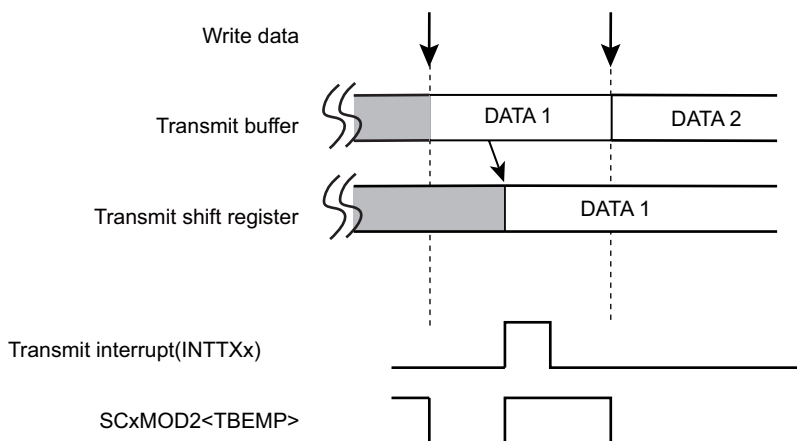 Write data
Transmit buffer
DATA 1
DATA 2
Transmit shift register
DATA 1
Transmit interrupt(INTTXx)
SCxMOD2<TBEMP>